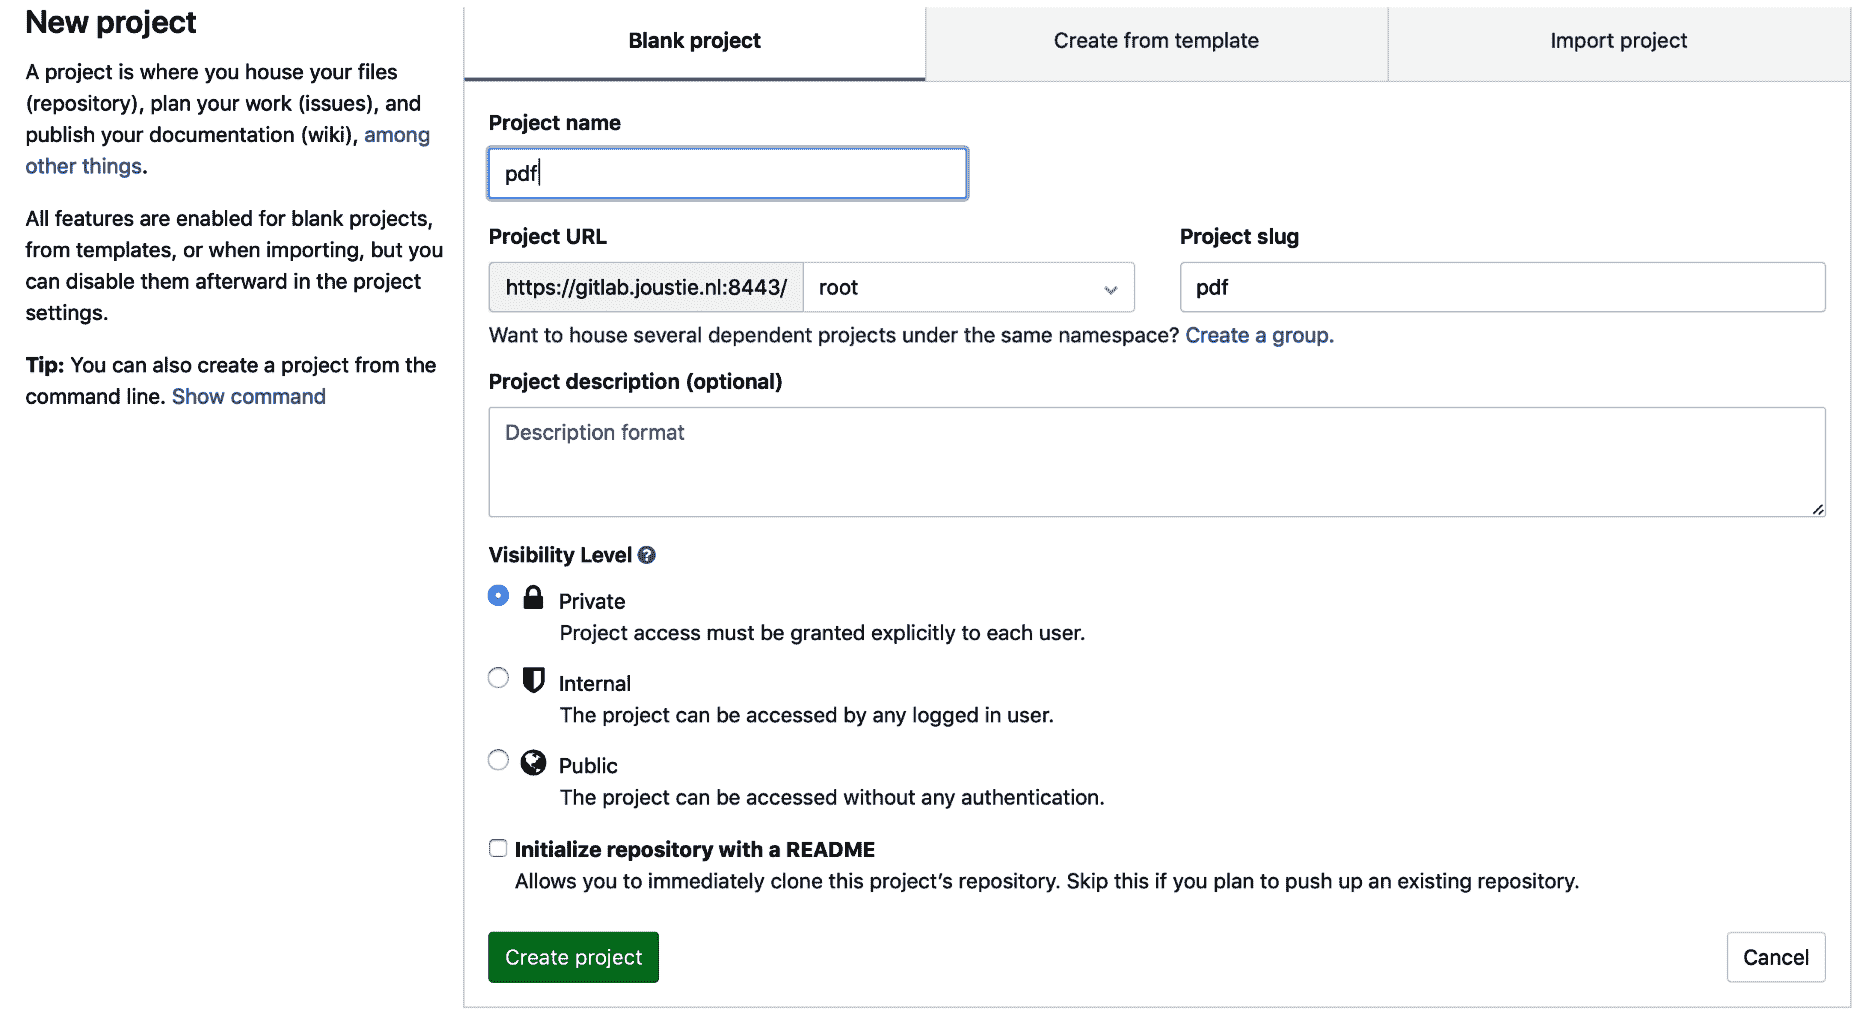 New project
A project is where you house your files
(repository), plan your work (issues), and
publish your documentation (wiki), among
other things.
All features are enabled for blank projects,
from templates, or when importing, but you
can disable them afterward in the project
settings.
Tip: You can also create a project from the
command line. Show command
Blank project
Create from template
Import project
Project name
pdf
Project URL
Project slug
https://gitlab.joustie.nl:8443/
root
pdf
Want to house several dependent projects under the same namespace? Create a group.
Project description (optional)
Description format
Visibility Level
Private
Project access must be granted explicitly to each user.
Internal
The project can be accessed by any logged in user.
Public
The project can be accessed without any authentication.
Initialize repository with a README
Allows you to immediately clone this project’s repository. Skip this if you plan to push up an existing repository.
Create project
Cancel